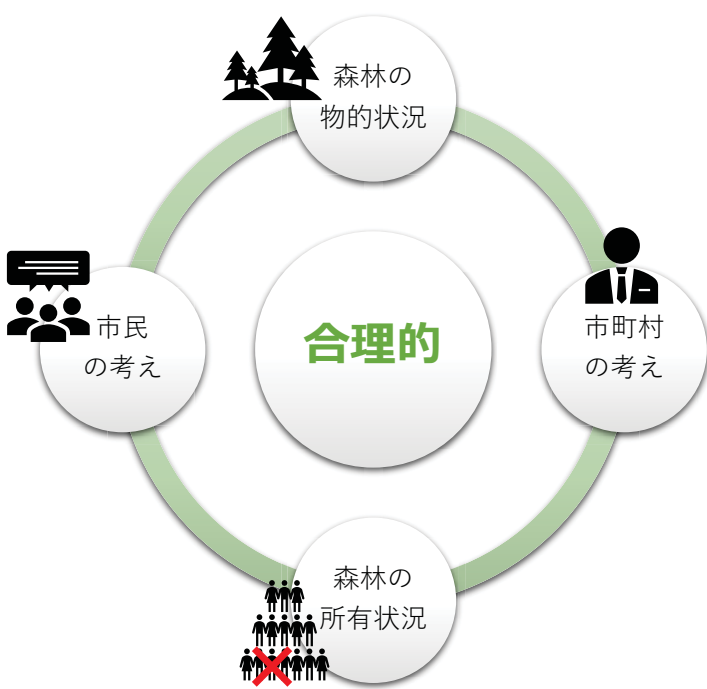 森林の
物的状況
市町村
の考え
森林の
所有状況
市民
の考え
合理的